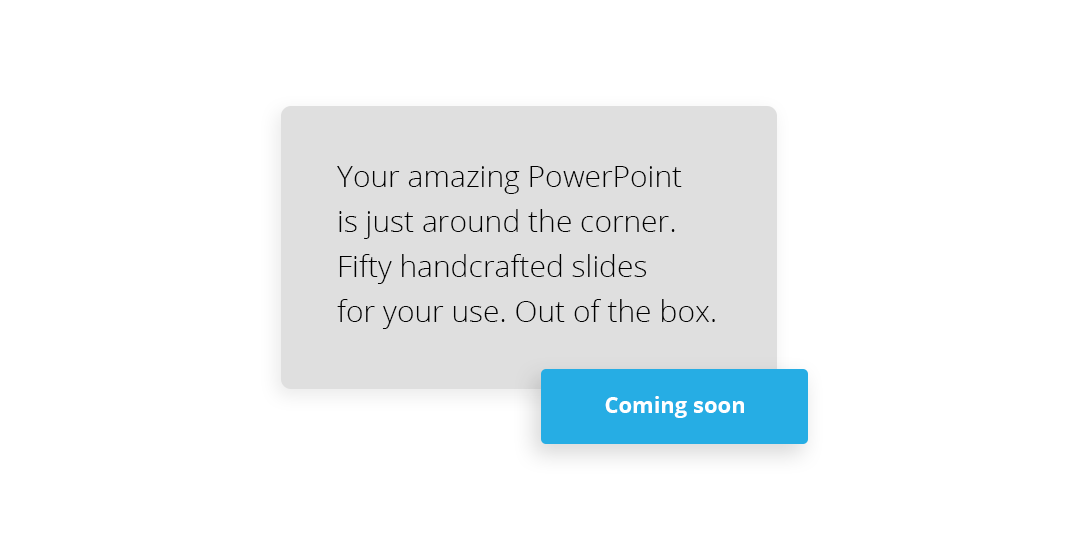 Your amazing PowerPoint
is just around the corner.
Fifty handcrafted slides
for your use. Out of the box.
Coming soon